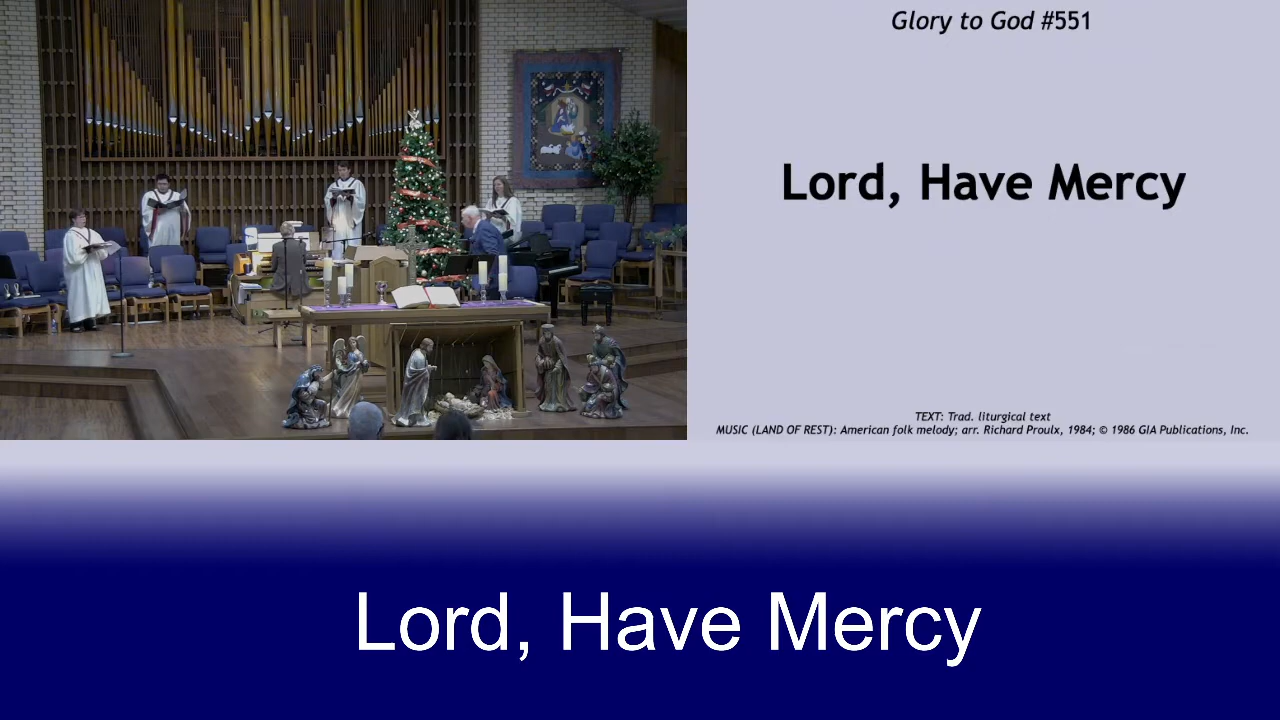 Glory to God #551
Lord, Have Mercy
TEXT: Trad. liturgical text
MUSIC (LAND OF REST): American folk melody; arr. Richard Proulx, 1984; © 1986 GIA Publications, Inc.
Lord, Have Mercy